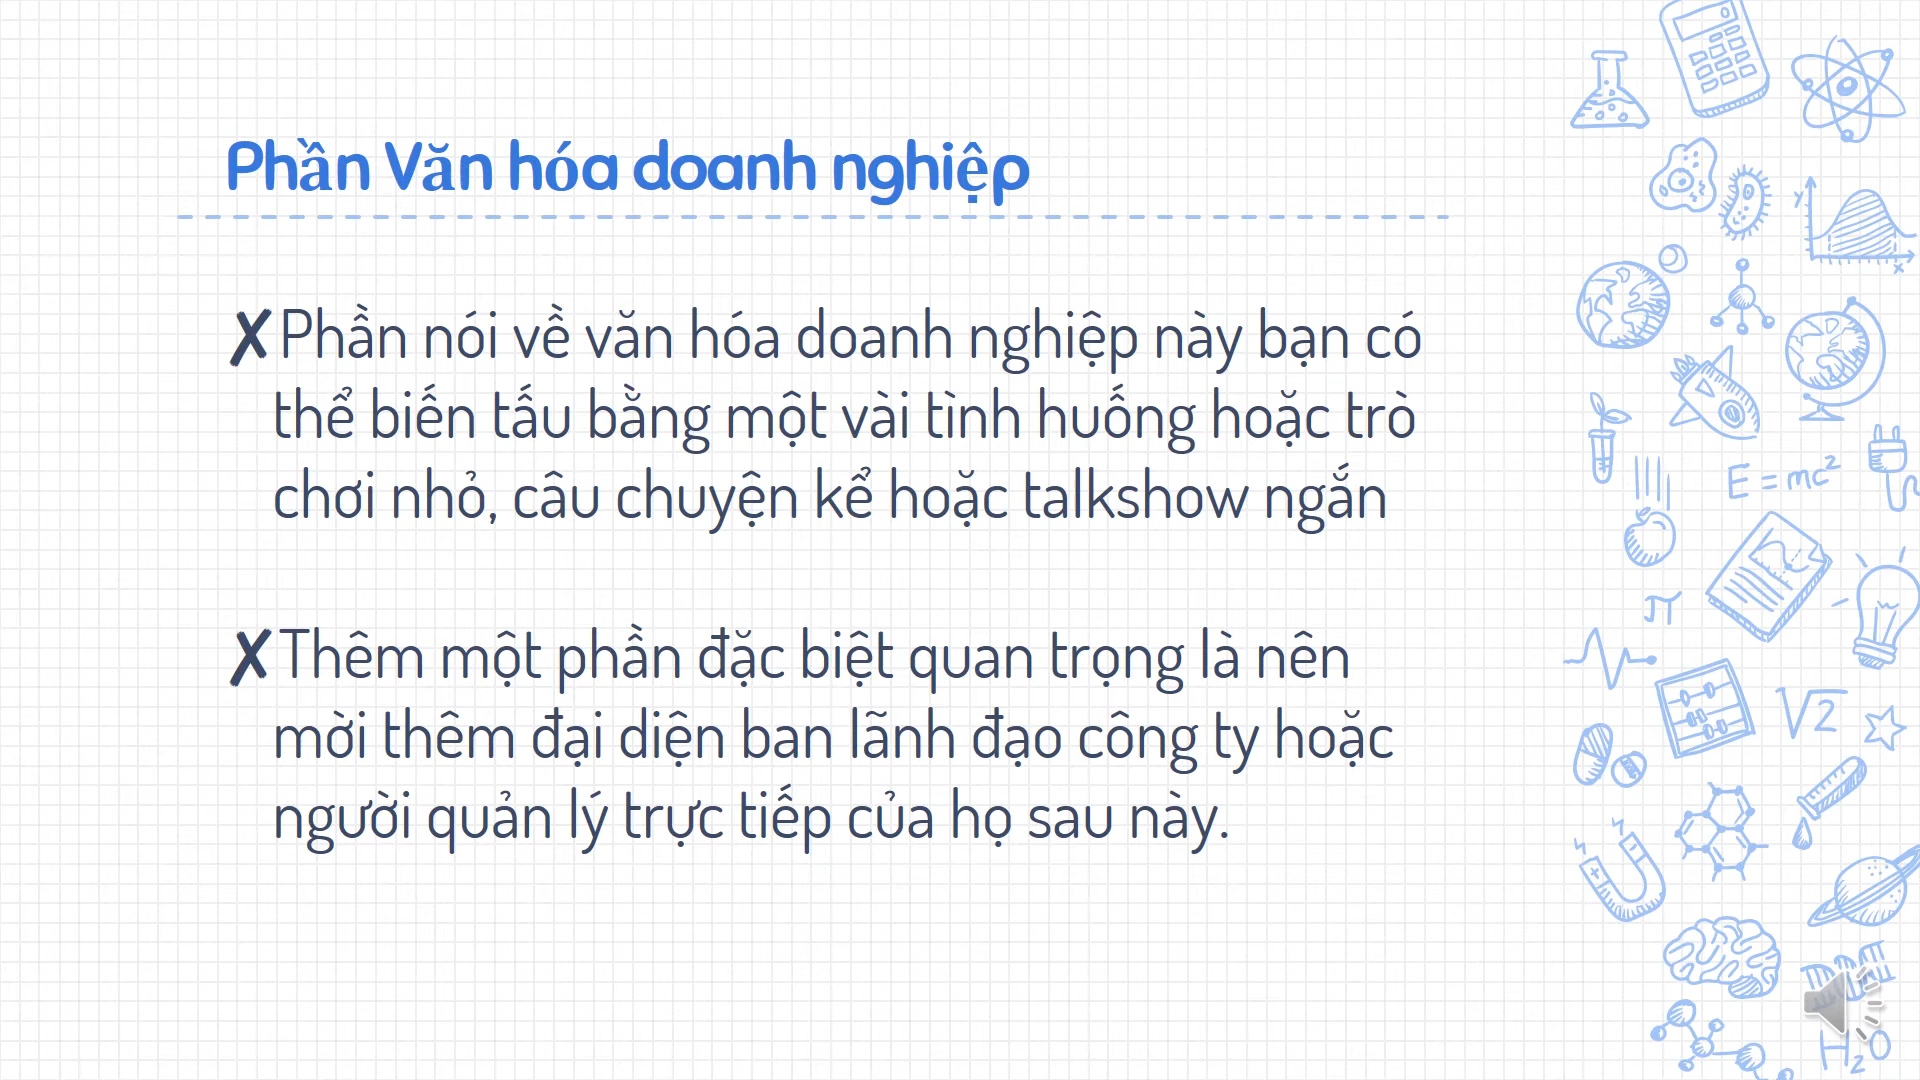 Phần Văn hóa doanh nghiệp
✗Phần nói về văn hóa doanh nghiệp này bạn có
thể biến tấu bằng một vài tình huống hoặc trò
chơi nhỏ, câu chuyện kể hoặc talkshow ngắn
✗Thêm một phần đặc biệt quan trọng là nên
mời thêm đại diện ban lãnh đạo công ty hoặc
người quản lý trực tiếp của họ sau này.
y
x
E = mc²
π
√2
H₂O